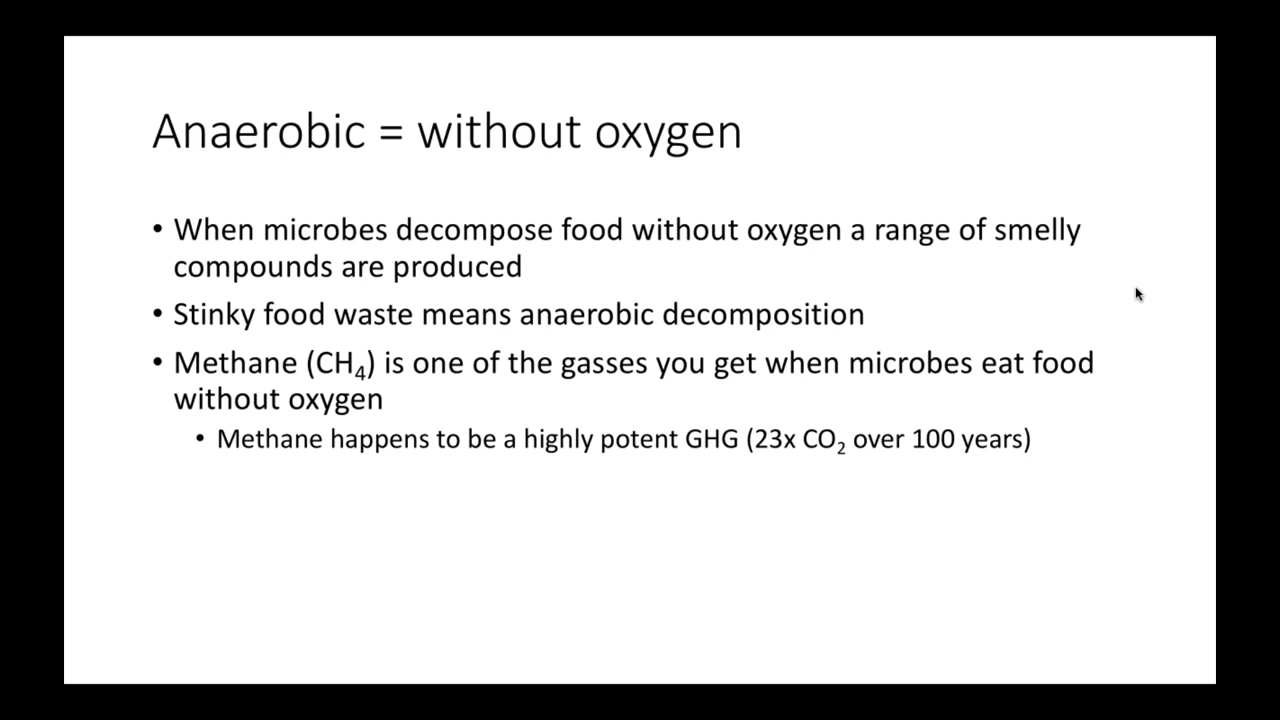 Anaerobic = without oxygen
• When microbes decompose food without oxygen a range of smelly
compounds are produced
• Stinky food waste means anaerobic decomposition
• Methane (CH₄) is one of the gasses you get when microbes eat food
without oxygen
• Methane happens to be a highly potent GHG (23x CO₂ over 100 years)